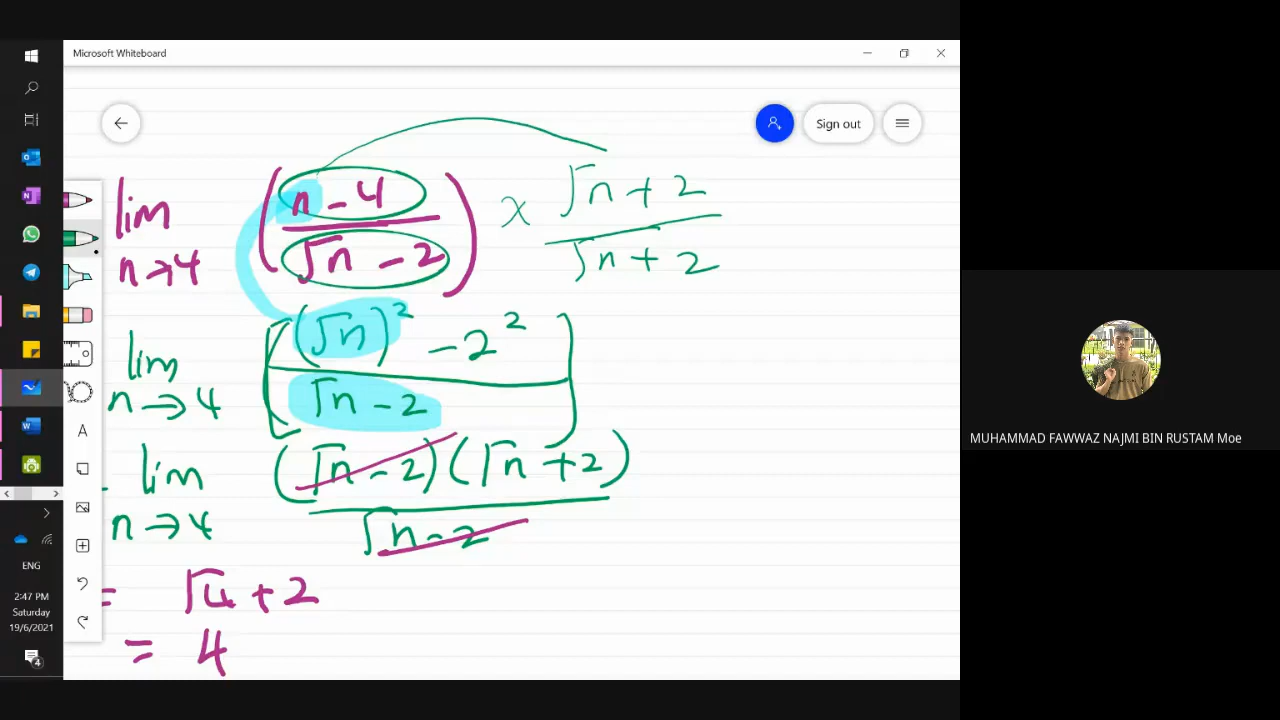 Microsoft Whiteboard
Sign out
lim n→4 (n - 4 / √n - 2) × √n + 2 / √n + 2
lim n→4 [(√n)² - 2² / √n - 2]
lim n→4 (√n - 2)(√n + 2) / √n - 2
= √4 + 2
= 4
A
ENG
2:47 PM
Saturday
19/6/2021
4
MUHAMMAD FAWWAZ NAJMI BIN RUSTAM Moe